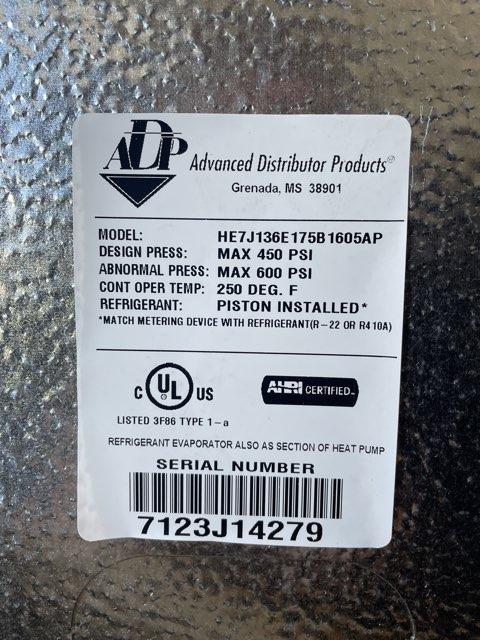 ADP Advanced Distributor Products®
Grenada, MS 38901
MODEL: HE7J136E175B1605AP
DESIGN PRESS: MAX 450 PSI
ABNORMAL PRESS: MAX 600 PSI
CONT OPER TEMP: 250 DEG. F
REFRIGERANT: PISTON INSTALLED*
*MATCH METERING DEVICE WITH REFRIGERANT(R-22 OR R410A)
C UL US AHRI CERTIFIED™
LISTED 3F86 TYPE 1-a
REFRIGERANT EVAPORATOR ALSO AS SECTION OF HEAT PUMP
SERIAL NUMBER
7123J14279